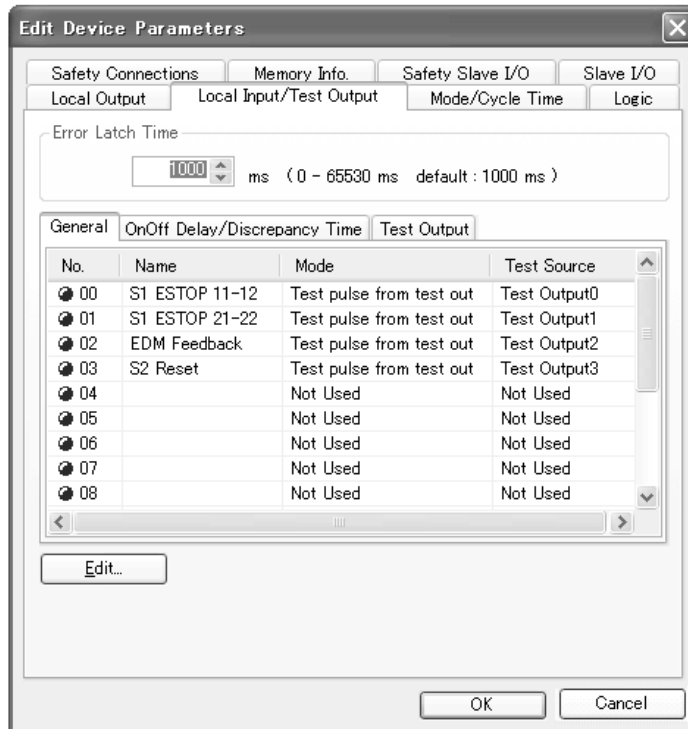 Edit Device Parameters
Safety Connections Memory Info. Safety Slave I/O Slave I/O
Local Output Local Input/Test Output Mode/Cycle Time Logic
Error Latch Time
1000 ms ( 0 - 65530 ms default : 1000 ms )
General OnOff Delay/Discrepancy Time Test Output
No. Name Mode Test Source
00 S1 ESTOP 11-12 Test pulse from test out Test Output0
01 S1 ESTOP 21-22 Test pulse from test out Test Output1
02 EDM Feedback Test pulse from test out Test Output2
03 S2 Reset Test pulse from test out Test Output3
04 Not Used Not Used
05 Not Used Not Used
06 Not Used Not Used
07 Not Used Not Used
08 Not Used Not Used
Edit...
OK Cancel